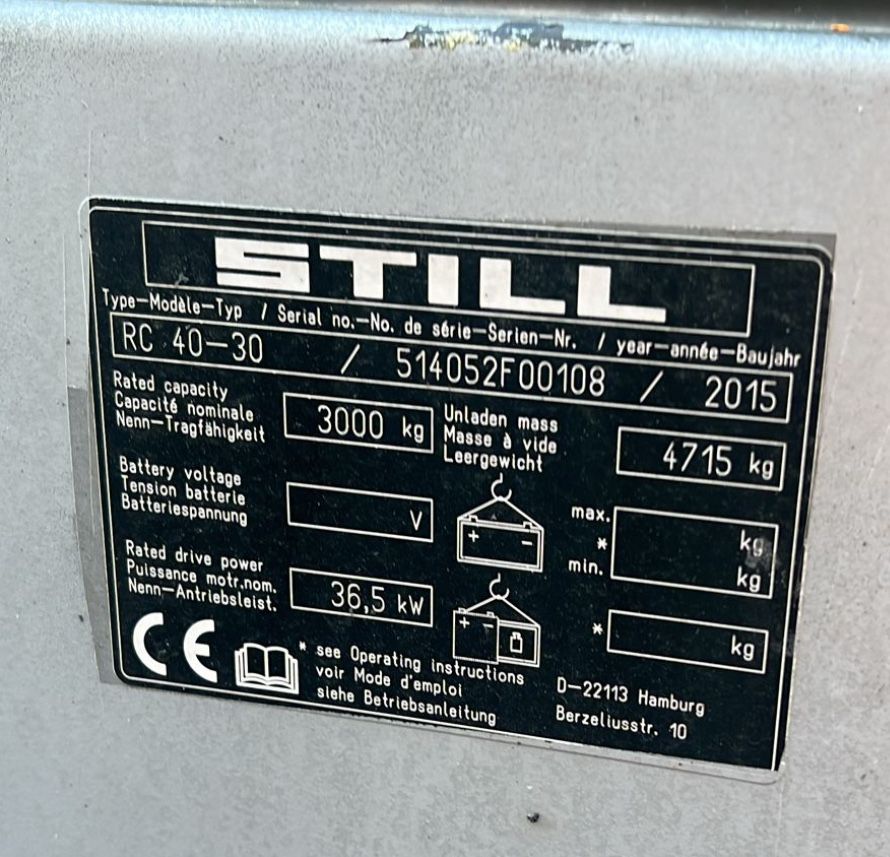 STILL
Type-Modèle-Typ / Serial no.-No. de série-Serien-Nr. / year-année-Baujahr
RC 40-30 / 514052F00108 / 2015
Rated capacity
Capacité nominale
Nenn-Tragfähigkeit
3000 kg
Unladen mass
Masse à vide
Leergewicht
4715 kg
Battery voltage
Tension batterie
Batteriespannung
V
+ -
max.
*
min.
kg
kg
Rated drive power
Puissance motr.nom.
Nenn-Antriebsleist.
36,5 kW
+ -
*
kg
CE
* see Operating instructions
voir Mode d'emploi
siehe Betriebsanleitung
D-22113 Hamburg
Berzeliusstr. 10